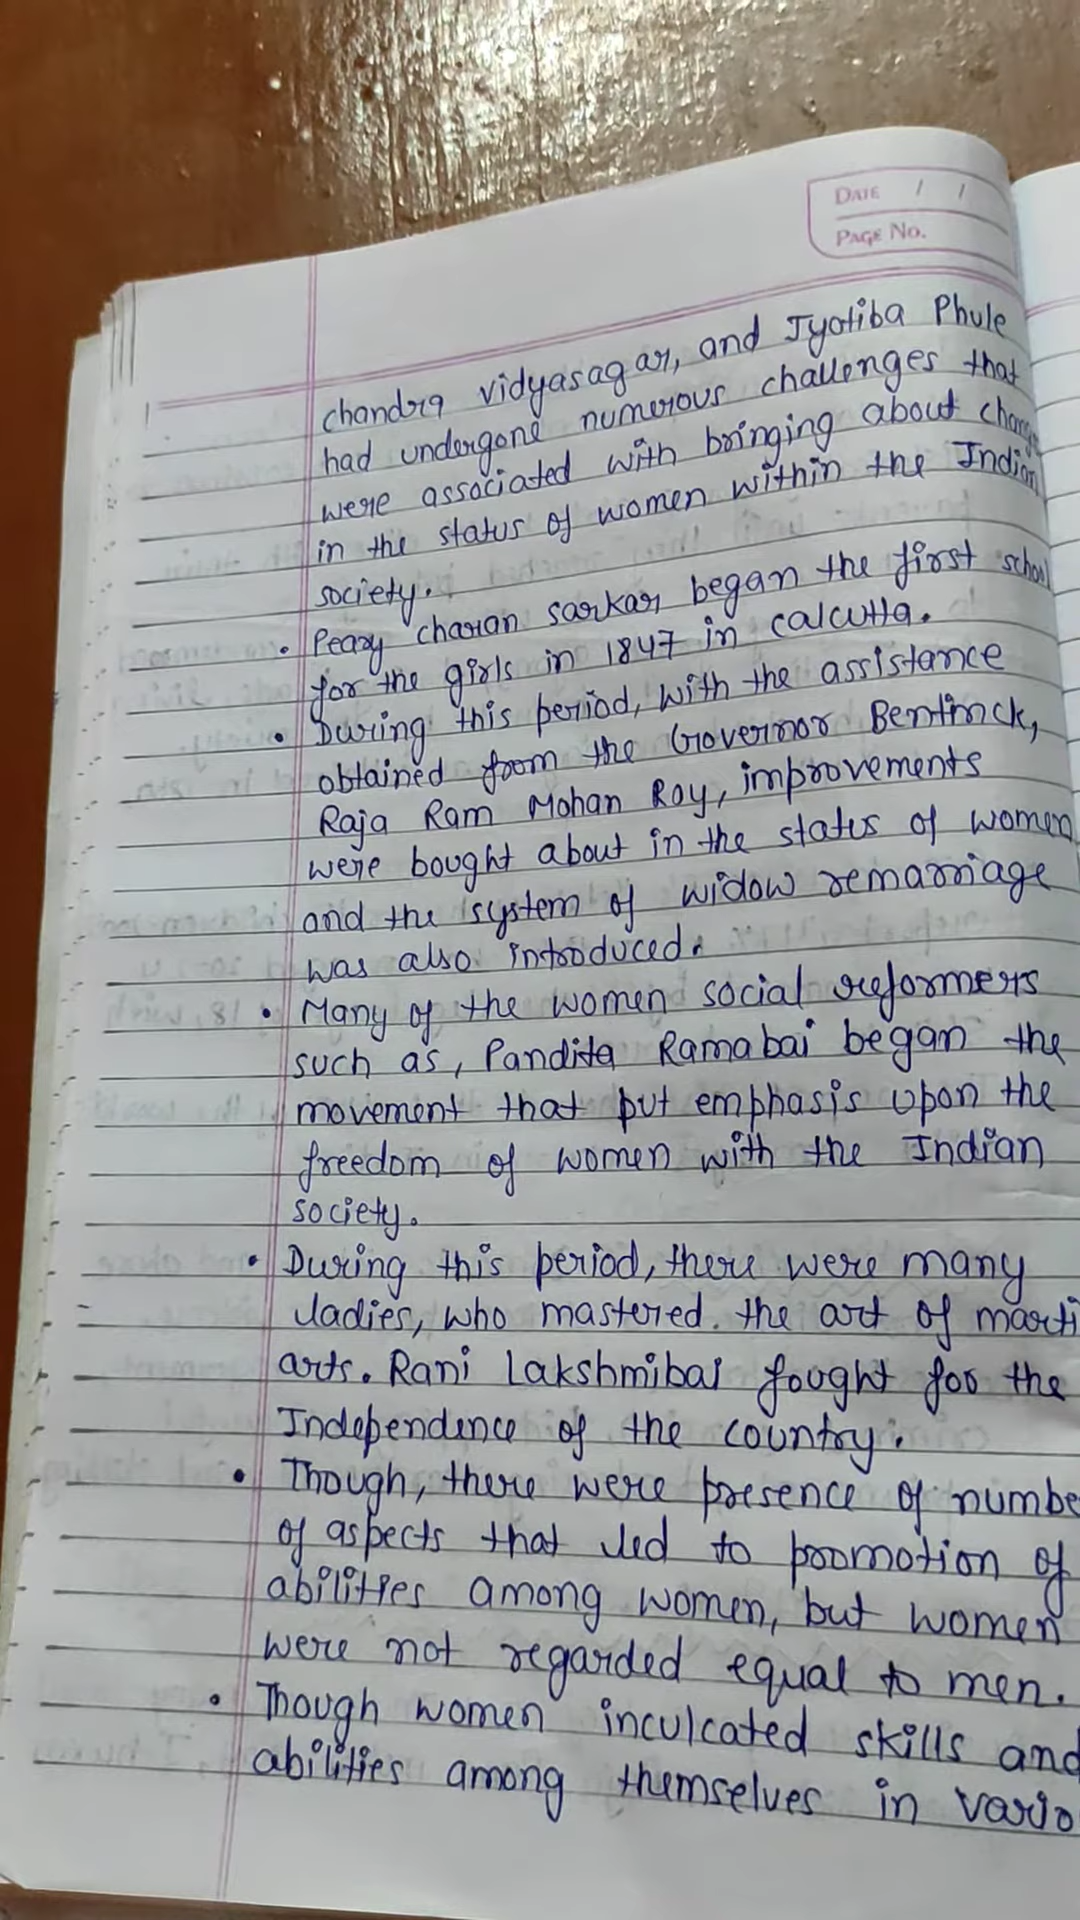 DATE / /
PAGE NO.
chandra vidyasagar, and Jyotiba Phule
had undergone numerous challenges that
were associated with bringing about
in the status of women within the Indian
society.
• Peary charan sarkar began the first school
for the girls in 1847 in calcutta.
• During this period, with the assistance
obtained from the Governor Bentinck,
Raja Ram Mohan Roy, improvements
were bought about in the status of women
and the system of widow remarriage
was also introduced.
• Many of the women social reformers
such as, Pandita Ramabai began the
movement that put emphasis upon the
freedom of women with the Indian
society.
• During this period, there were many
ladies, who mastered. the art of marti
arts. Rani Lakshmibai fought for the
Independence of the country.
• Though, there were presence of numbe
of aspects that led to promotion of
abilities among women, but women
were not regarded equal to men.
• Though women inculcated skills and
abilities among themselves in vario